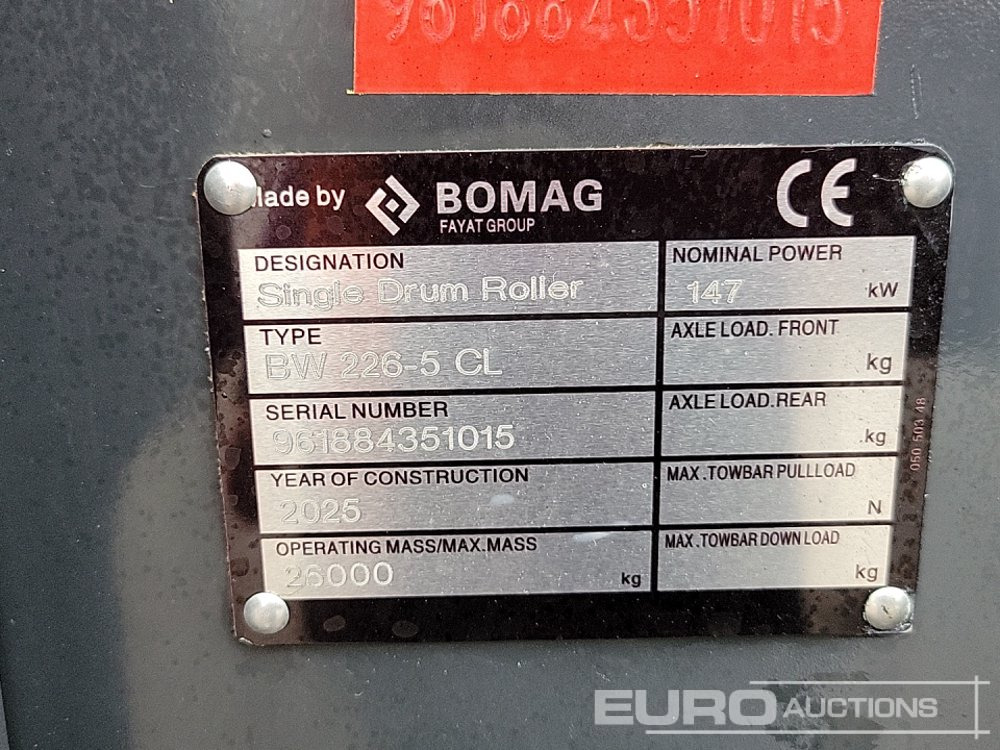 961884351015
Made by BOMAG CE
FAYAT GROUP
DESIGNATION
Single Drum Roller
NOMINAL POWER
147 kW
TYPE
BW 226-5 CL
AXLE LOAD. FRONT
kg
SERIAL NUMBER
961884351015
AXLE LOAD.REAR
.kg
YEAR OF CONSTRUCTION
2025
MAX.TOWBAR PULLLOAD
N
OPERATING MASS/MAX.MASS
26000 kg
MAX.TOWBAR DOWN LOAD
kg
050 503 48
EURO AUCTIONS